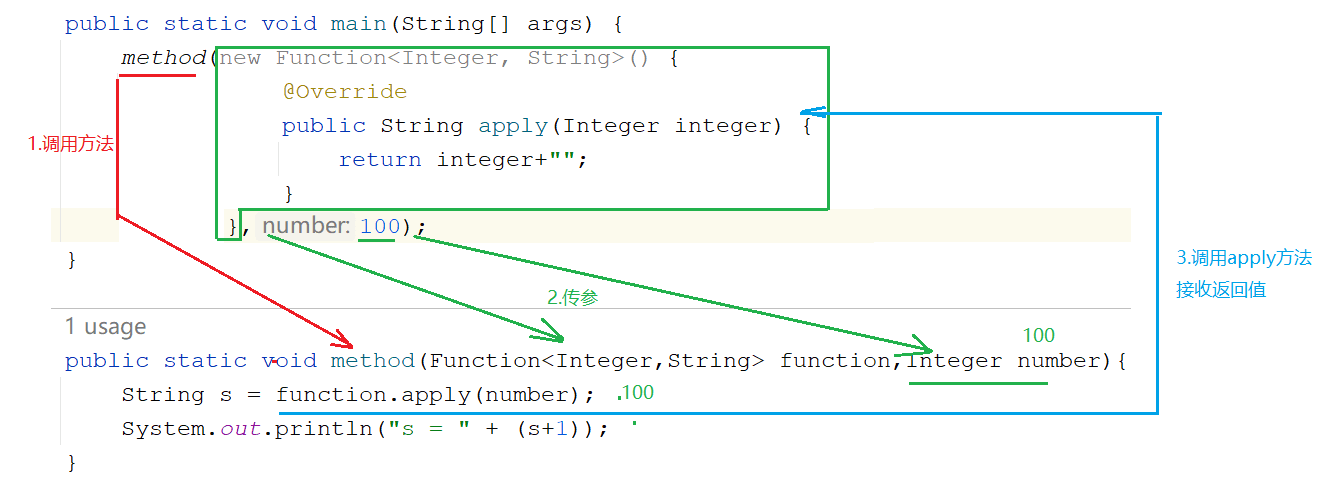 public static void main(String[] args) {
method(new Function<Integer, String>() {
@Override
1.调用方法
public String apply(Integer integer) {
return integer+"";
}
}, number: 100);
}
3.调用apply方法
接收返回值
2.传参
1 usage
100
public static void method(Function<Integer,String> function,Integer number){
String s = function.apply(number);
.100
System.out.println("s = " + (s+1));
}